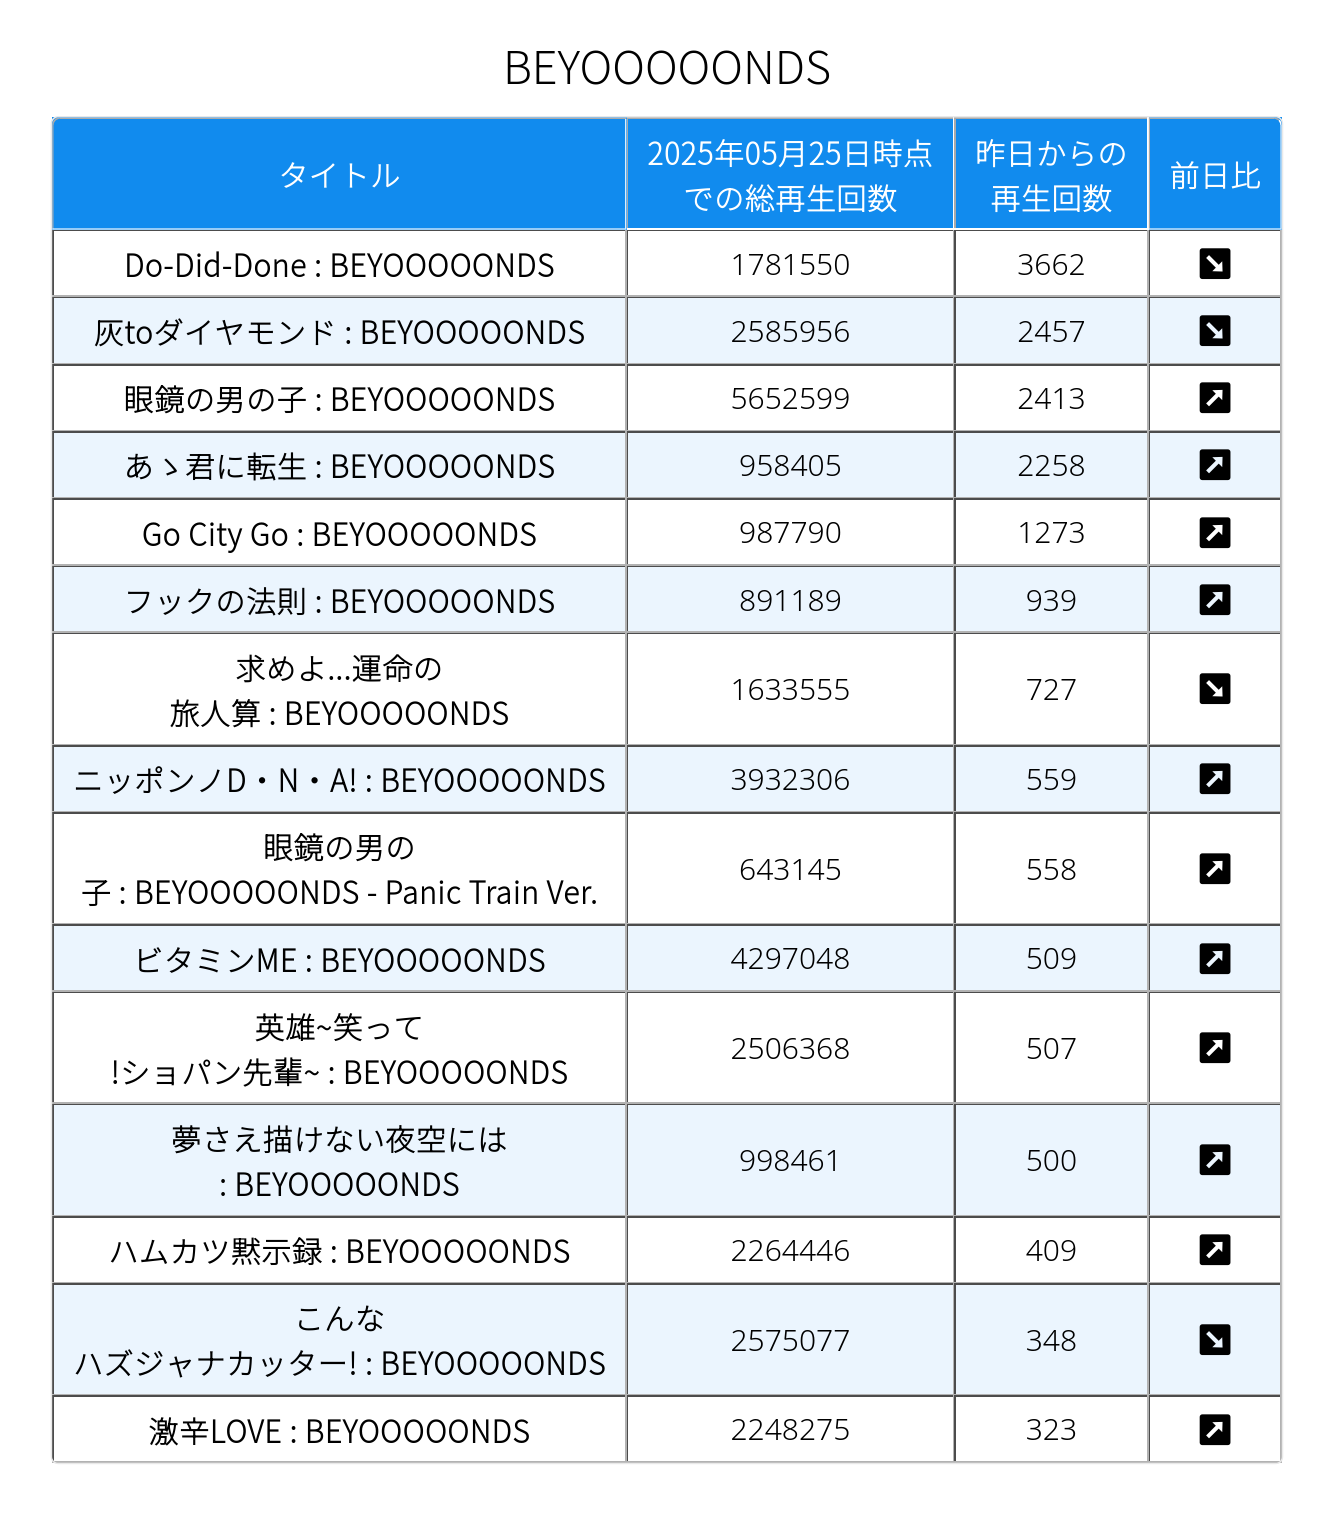 BEYOOOOONDS
タイトル
2025年05月25日時点
での総再生回数
昨日からの
再生回数
前日比
Do-Did-Done : BEYOOOOONDS 1781550 3662 ↘
灰toダイヤモンド : BEYOOOOONDS 2585956 2457 ↘
眼鏡の男の子 : BEYOOOOONDS 5652599 2413 ↗
あゝ君に転生 : BEYOOOOONDS 958405 2258 ↗
Go City Go : BEYOOOOONDS 987790 1273 ↗
フックの法則 : BEYOOOOONDS 891189 939 ↗
求めよ...運命の
旅人算 : BEYOOOOONDS 1633555 727 ↘
ニッポンノD・N・A! : BEYOOOOONDS 3932306 559 ↗
眼鏡の男の
子 : BEYOOOOONDS - Panic Train Ver. 643145 558 ↗
ビタミンME : BEYOOOOONDS 4297048 509 ↗
英雄~笑って
!ショパン先輩~ : BEYOOOOONDS 2506368 507 ↗
夢さえ描けない夜空には
: BEYOOOOONDS 998461 500 ↗
ハムカツ黙示録 : BEYOOOOONDS 2264446 409 ↗
こんな
ハズジャナカッター! : BEYOOOOONDS 2575077 348 ↘
激辛LOVE : BEYOOOOONDS 2248275 323 ↗